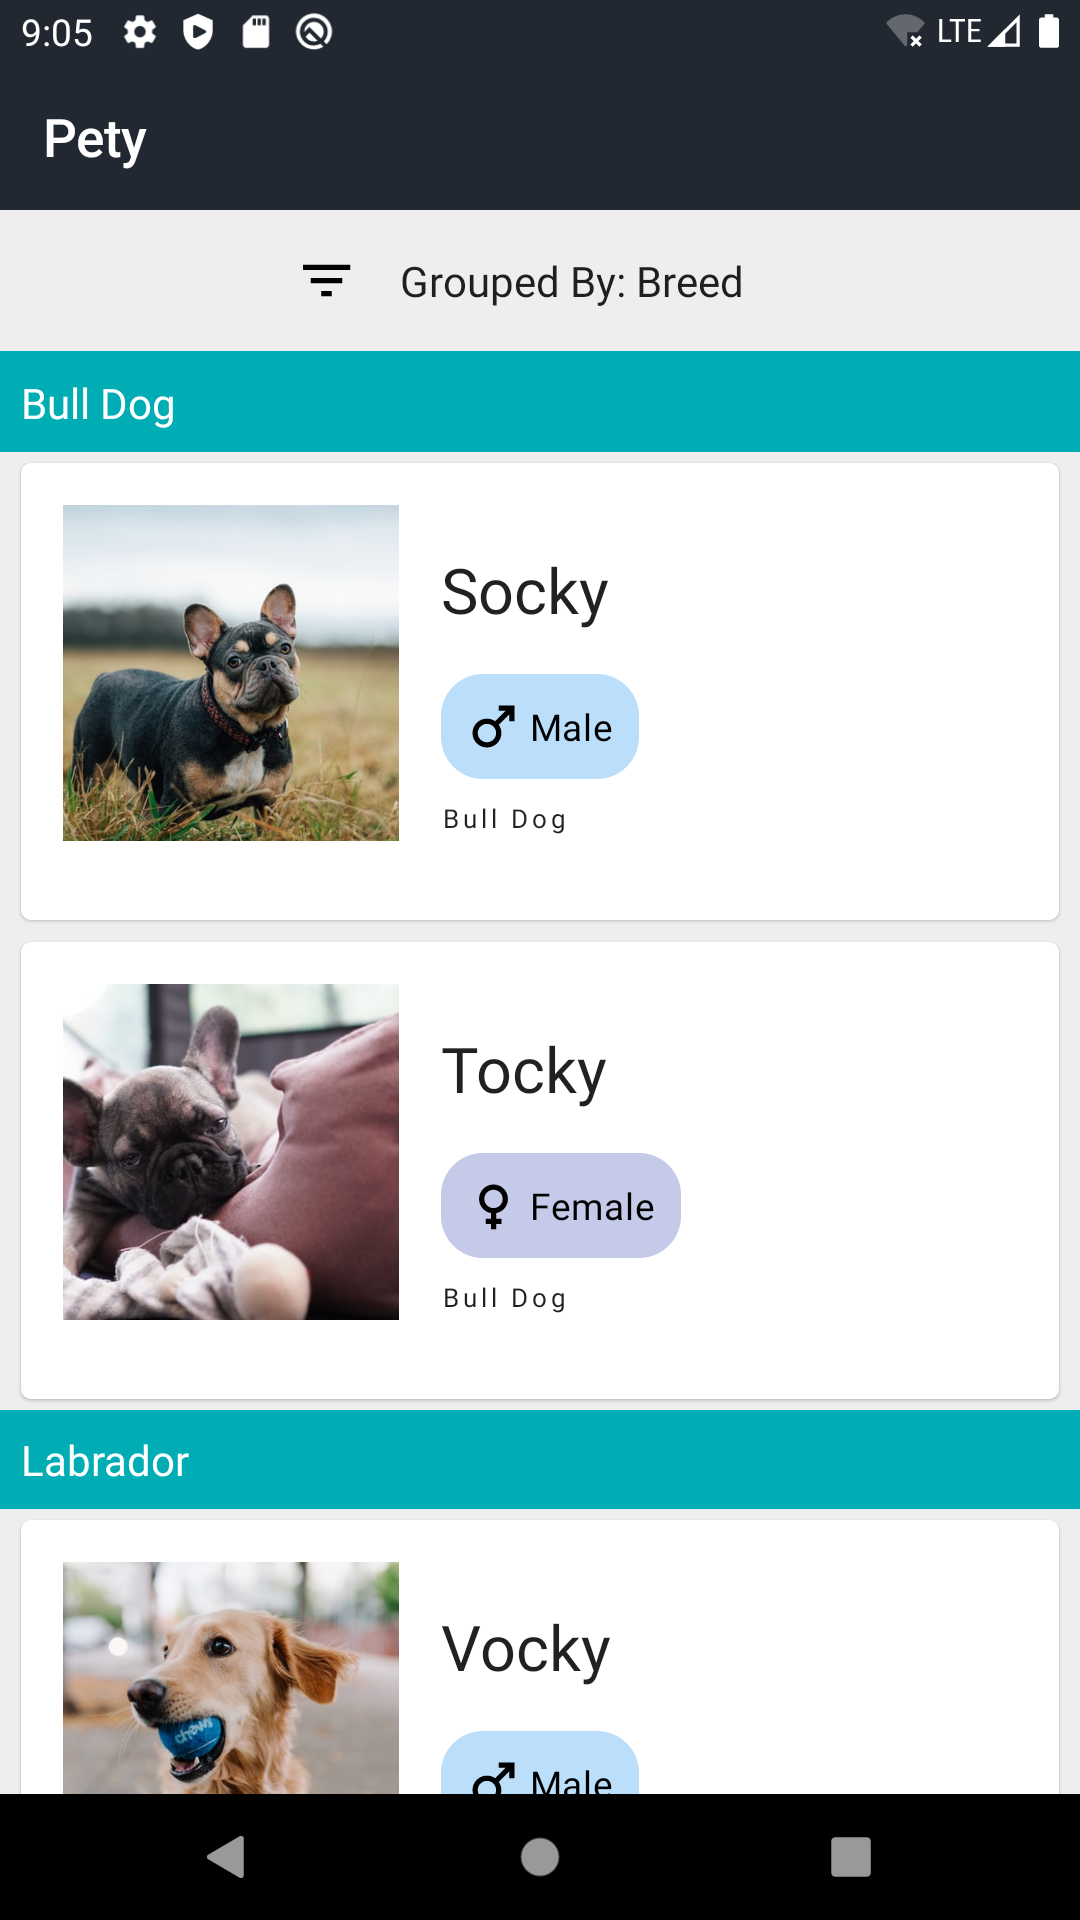 9:05
LTE
Pety
Grouped By: Breed
Bull Dog
Socky
Male
Bull Dog
Tocky
Female
Bull Dog
Labrador
Vocky
Male